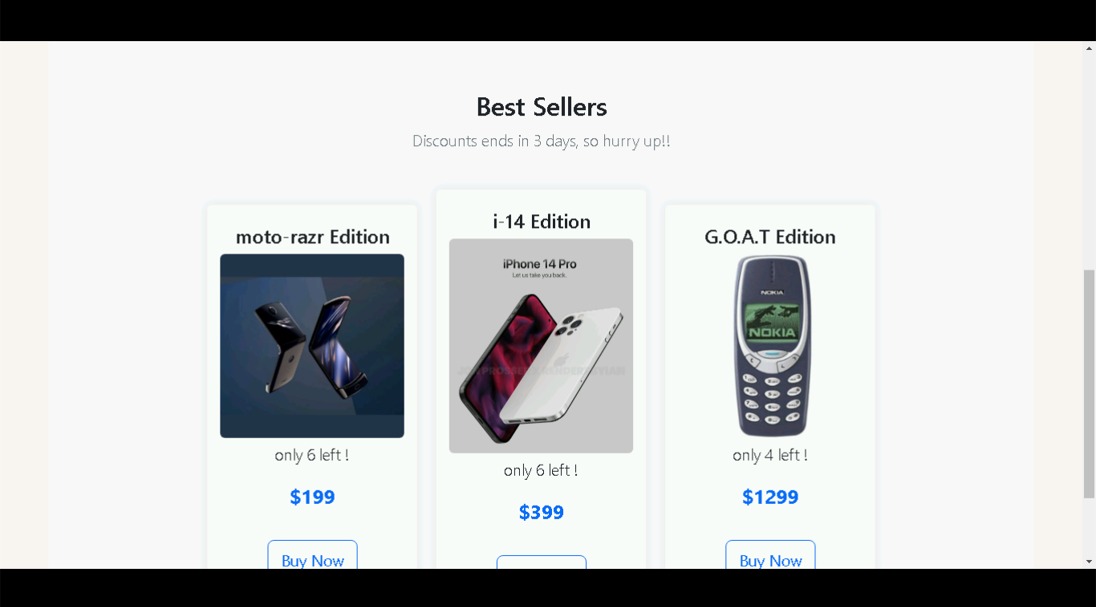 Best Sellers
Discounts ends in 3 days, so hurry up!!
moto-razr Edition
only 6 left !
$199
Buy Now
i-14 Edition
iPhone 14 Pro
Let us take you back.
only 6 left !
$399
G.O.A.T Edition
NOKIA
NOKIA
only 4 left !
$1299
Buy Now